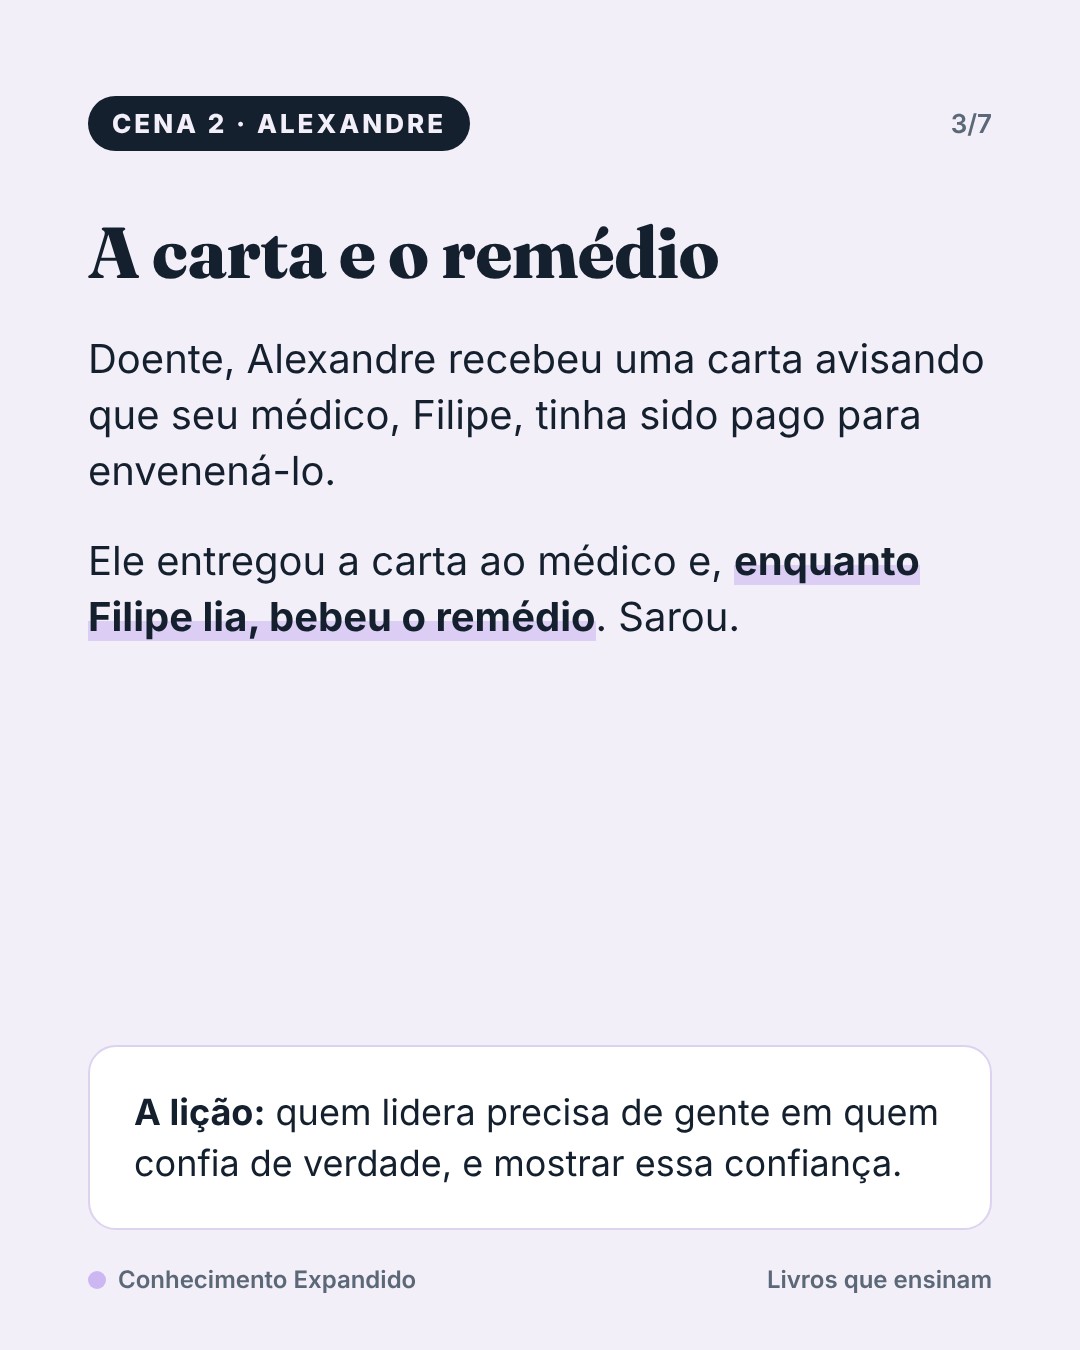 CENA 2 · ALEXANDRE
3/7
A carta e o remédio
Doente, Alexandre recebeu uma carta avisando
que seu médico, Filipe, tinha sido pago para
envenená-lo.
Ele entregou a carta ao médico e, enquanto
Filipe lia, bebeu o remédio. Sarou.
A lição: quem lidera precisa de gente em quem
confia de verdade, e mostrar essa confiança.
Conhecimento Expandido
Livros que ensinam